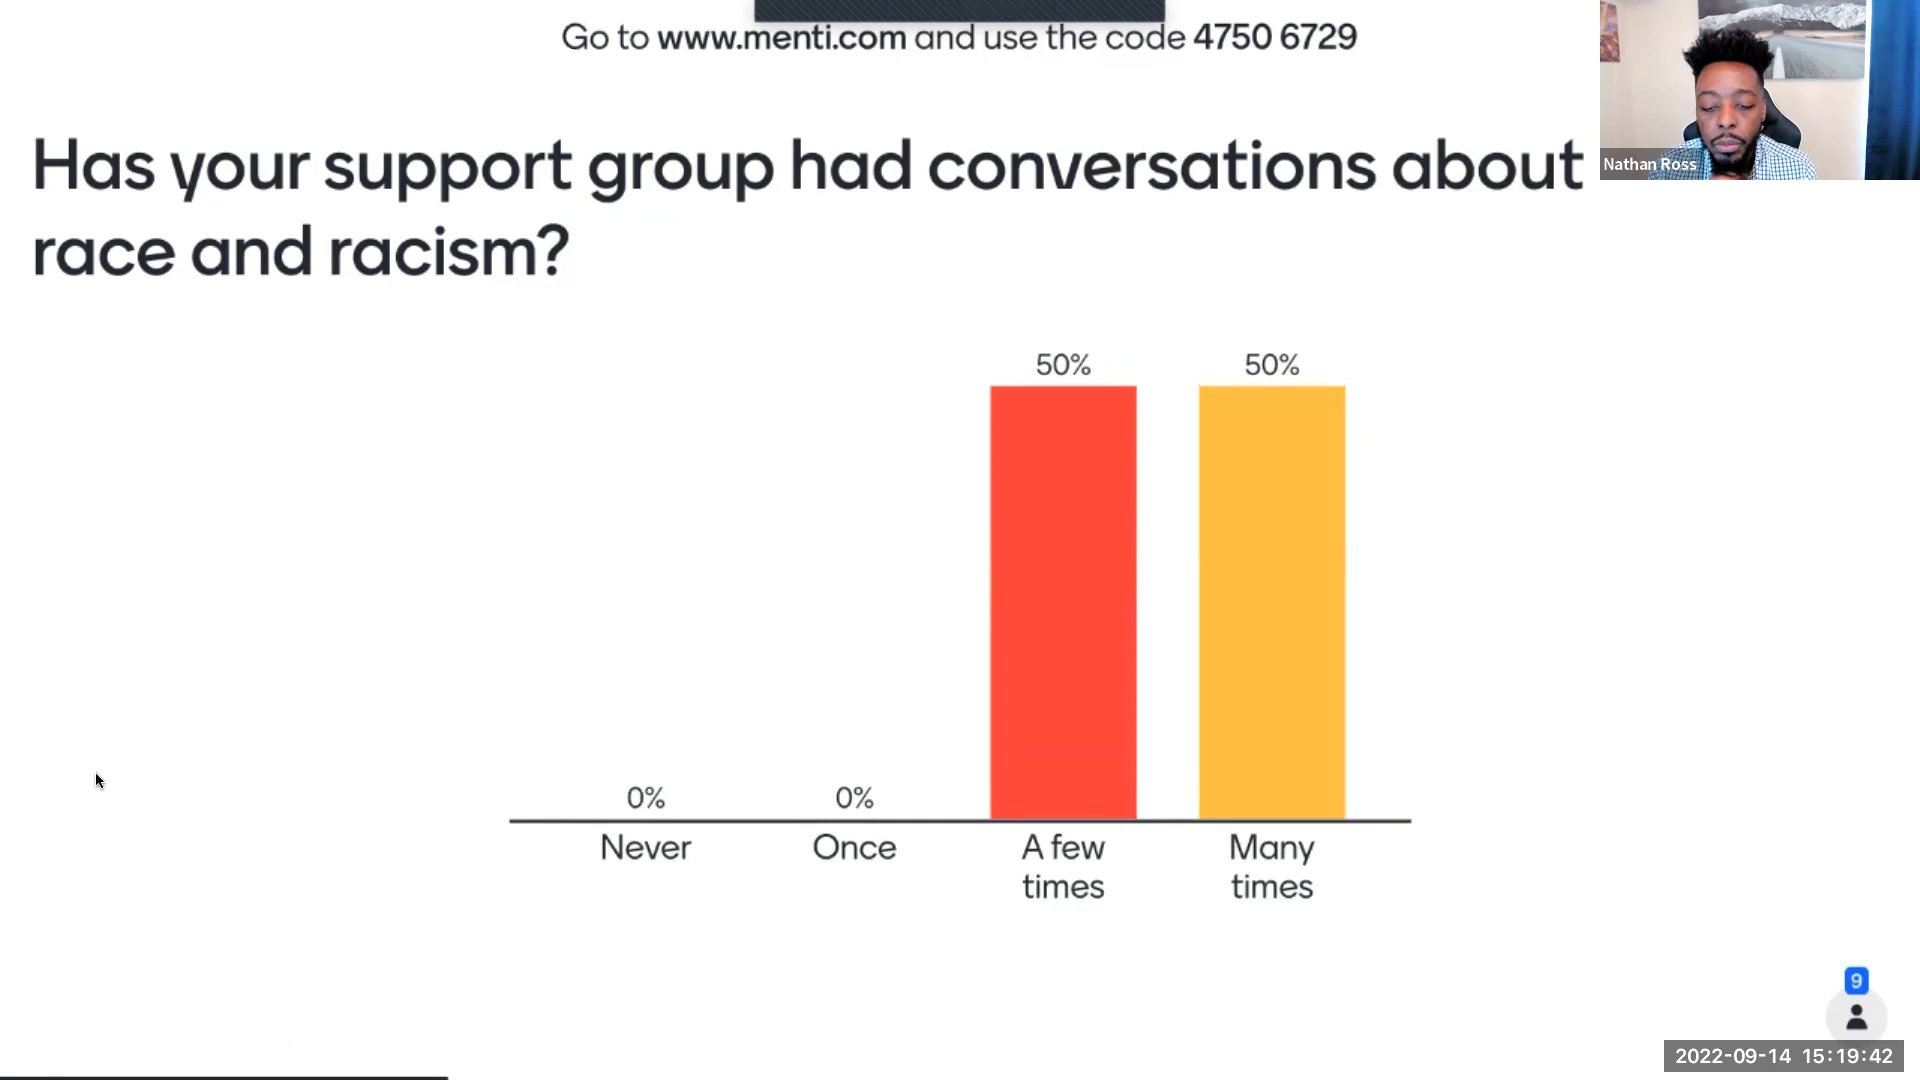 Go to www.menti.com and use the code 4750 6729
Has your support group had conversations about
race and racism?
Nathan Ross
50%
50%
0%
0%
Never
Once
A few
times
Many
times
9
2022-09-14 15:19:42